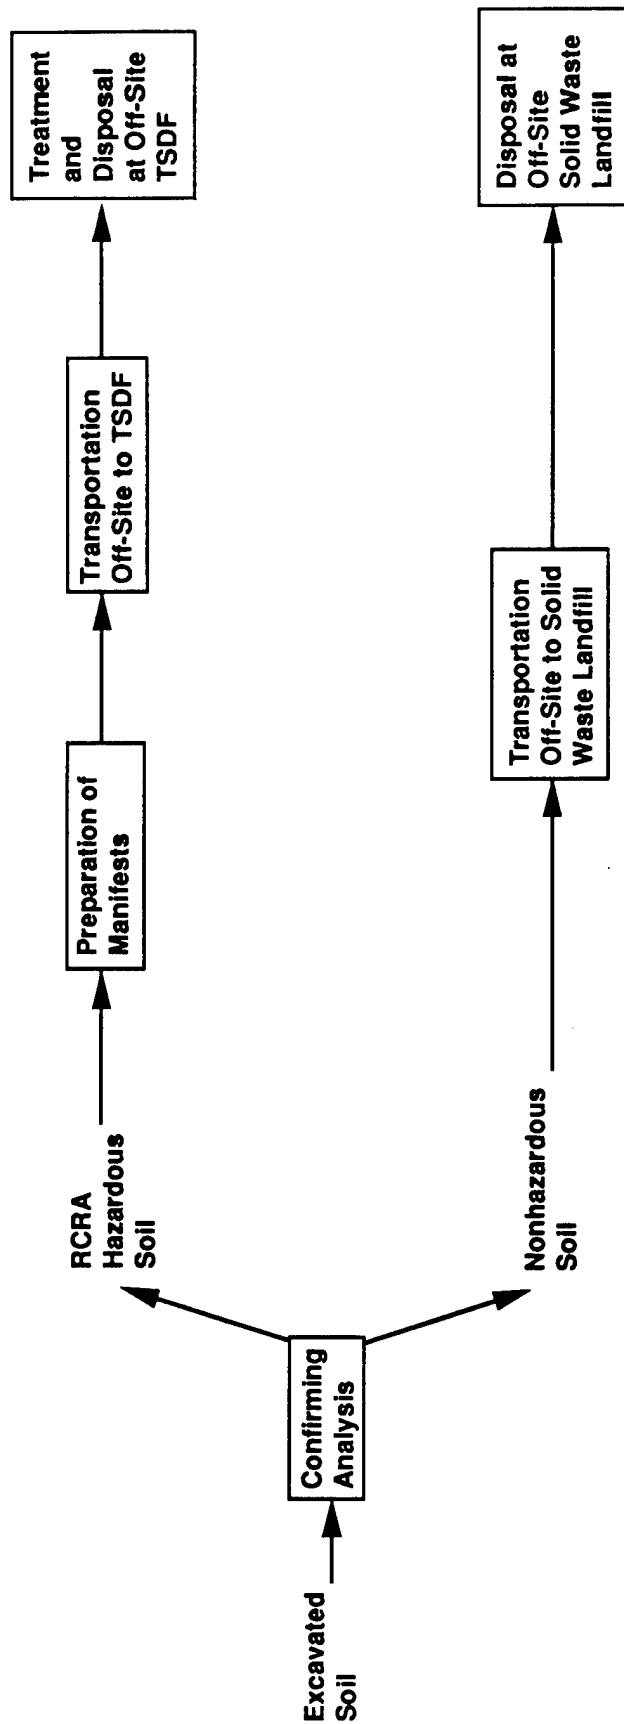 Excavated
Soil
Confirming
Analysis
RCRA
Hazardous
Soil
Preparation of
Manifests
Transportation
Off-Site to TSDF
Treatment
and
Disposal
at Off-Site
TSDF
Nonhazardous
Soil
Transportation
Off-Site to Solid
Waste Landfill
Disposal at
Off-Site
Solid Waste
Landfill